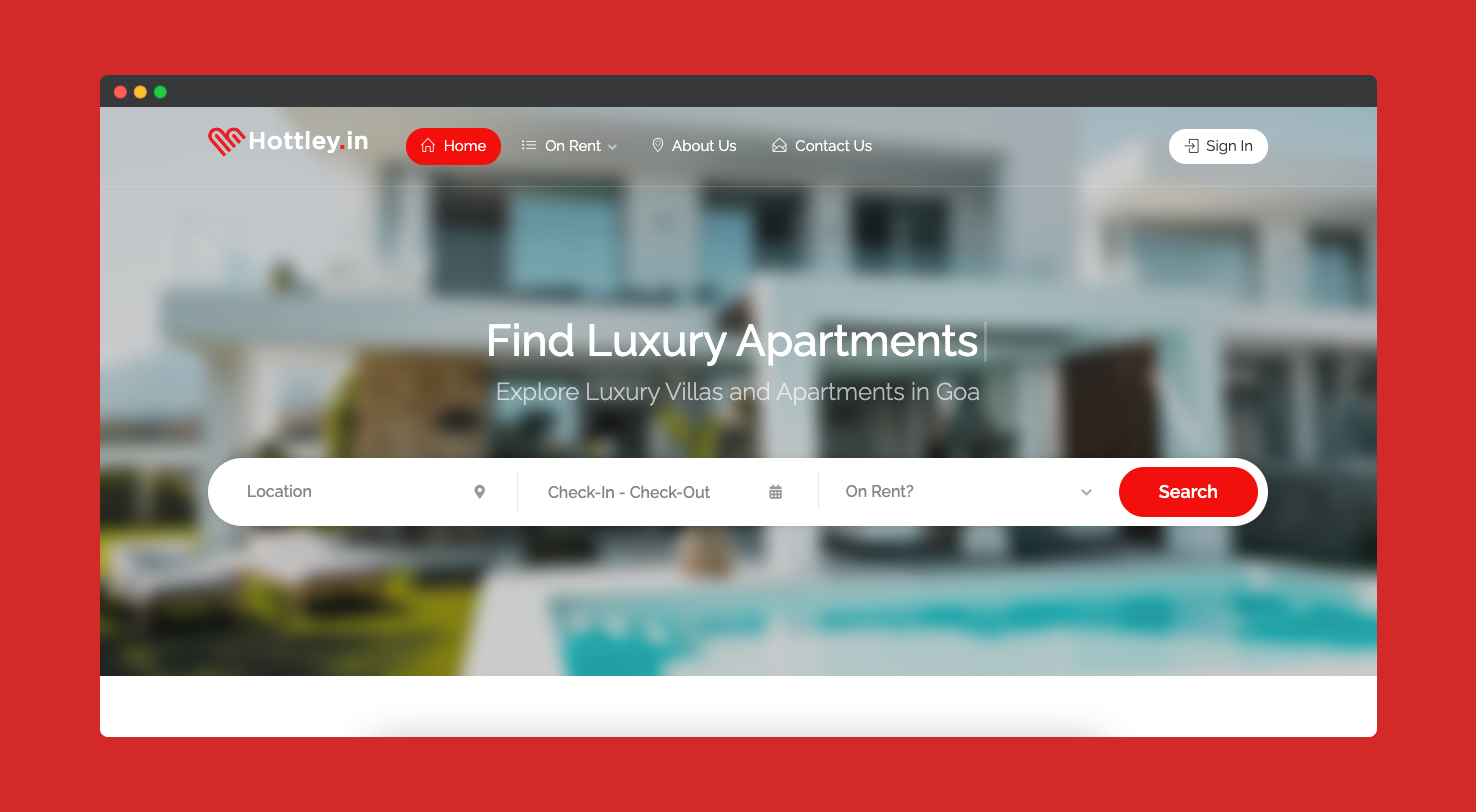 Hottley.in
Home
On Rent
About Us
Contact Us
Sign In
Find Luxury Apartments
Explore Luxury Villas and Apartments in Goa
Location
Check-In - Check-Out
On Rent?
Search